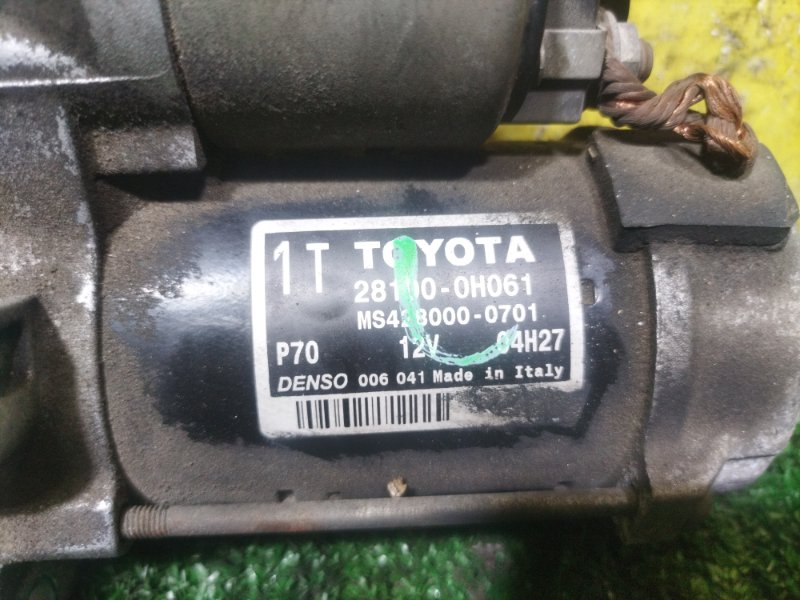 1T TOYOTA
28100-0H061
MS428000-0701
P70 12V 04H27
DENSO 006 041 Made in Italy